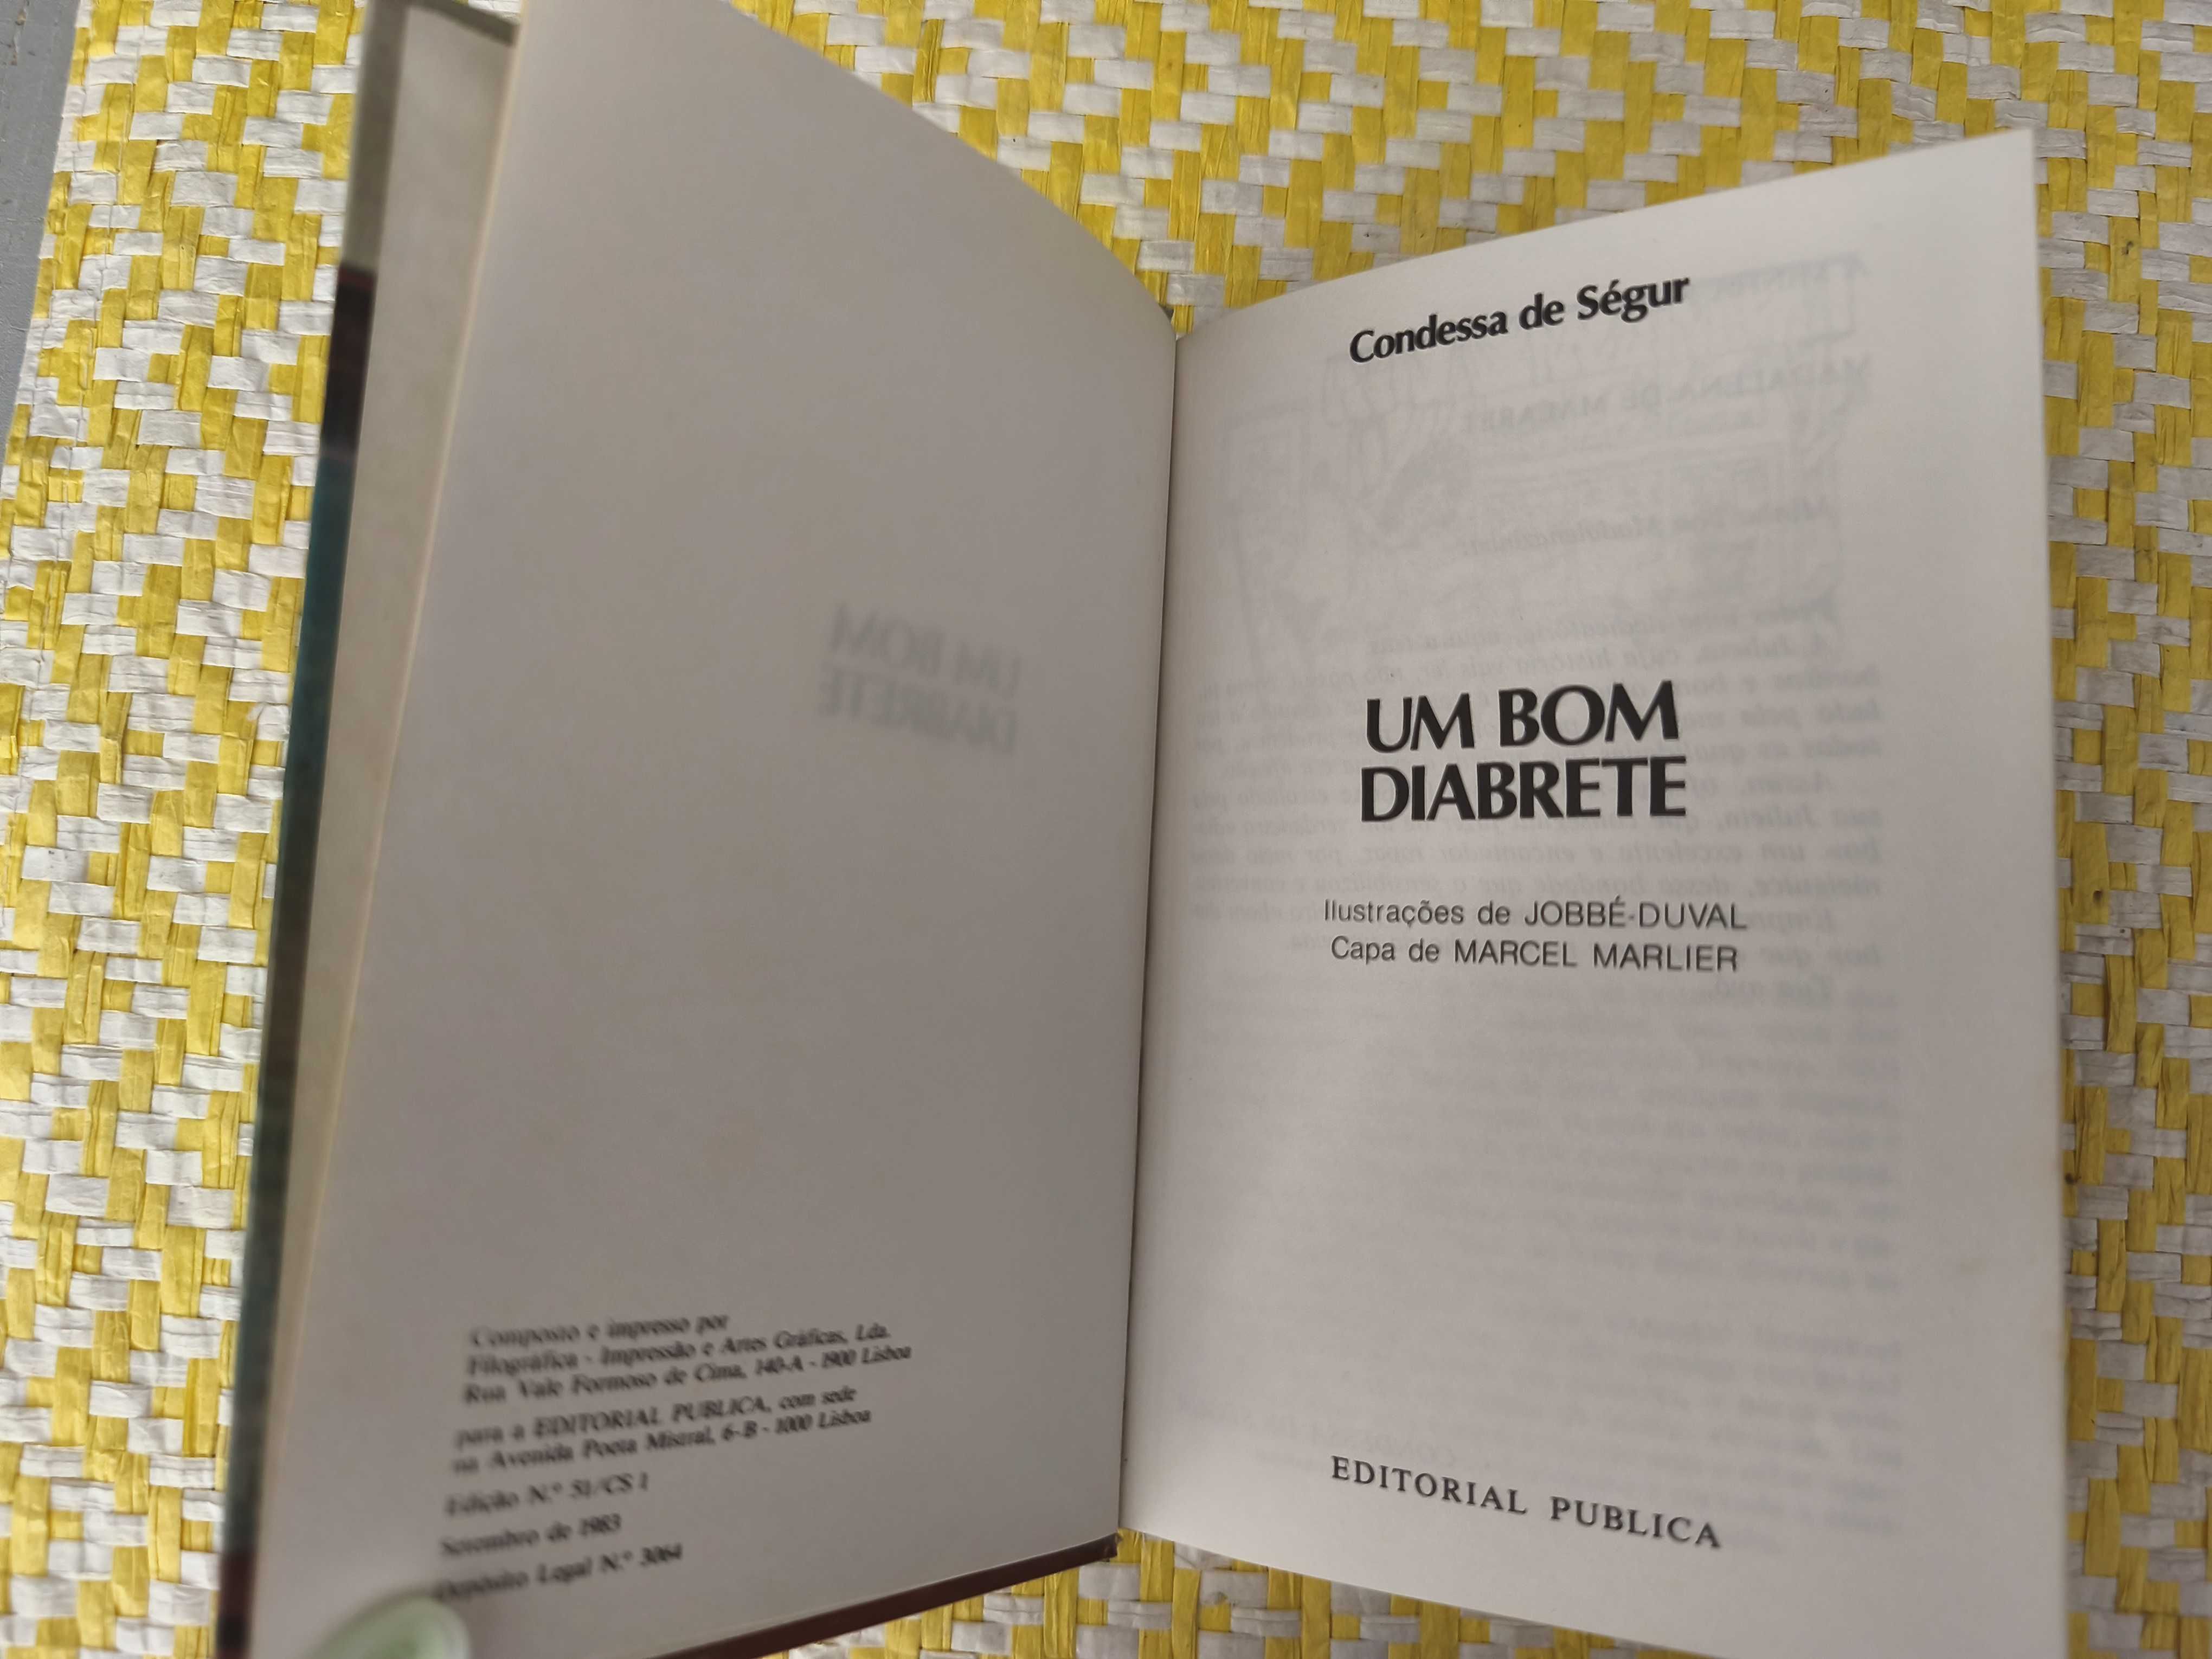 Composto e impresso por
Filográfica - Impressão e Artes Gráficas, Lda.
Rua Vale Formoso de Cima, 140-A - 1900 Lisboa
para a EDITORIAL PUBLICA, com sede
na Avenida Poeta Mistral, 6-B - 1000 Lisboa
Edição N.º 51/CS 1
Setembro de 1983
Depósito Legal N.º 3064
Condessa de Ségur
UM BOM
DIABRETE
Ilustrações de JOBBÉ-DUVAL
Capa de MARCEL MARLIER
EDITORIAL PUBLICA